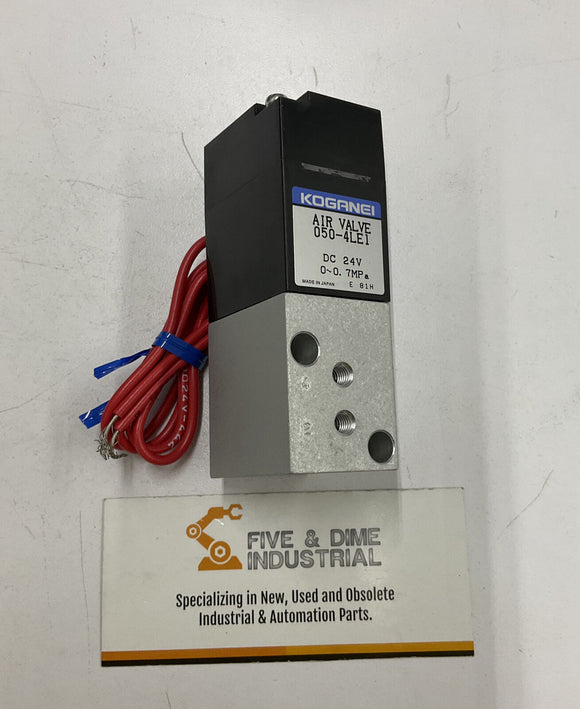 KOGANEI
AIR VALVE
050-4LE1
DC 24V
0~0.7MPa
MADE IN JAPAN E 81H
FIVE & DIME
INDUSTRIAL
Specializing in New, Used and Obsolete
Industrial & Automation Parts.